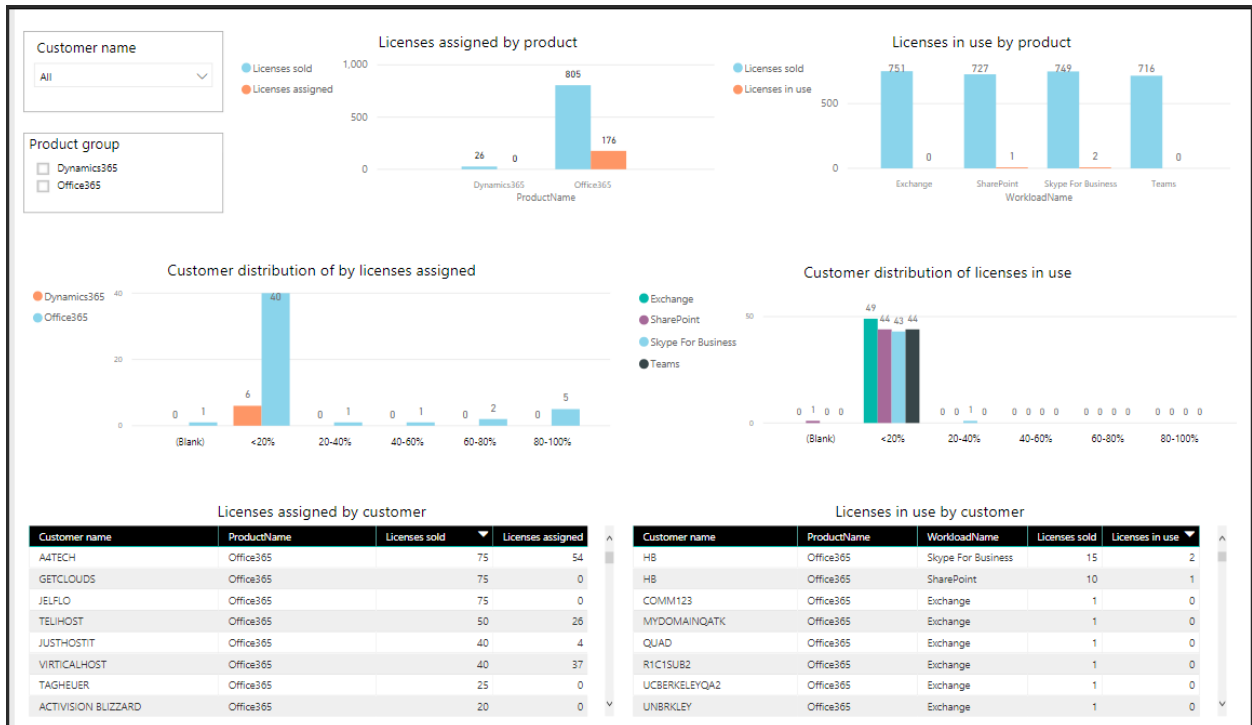 Customer name
All
Product group
Dynamics365
Office365
Licenses assigned by product
Licenses sold
Licenses assigned
1,000
500
0
26
0
805
176
Dynamics365
Office365
ProductName
Licenses in use by product
Licenses sold
Licenses in use
500
0
751
0
727
1
749
2
716
0
Exchange
SharePoint
Skype For Business
Teams
WorkloadName
Customer distribution of by licenses assigned
Dynamics365
Office365
40
20
0
0 1
6 40
0 1
0 1
0 2
0 5
(Blank)
<20%
20-40%
40-60%
60-80%
80-100%
Customer distribution of licenses in use
Exchange
SharePoint
Skype For Business
Teams
50
0
0 1 0 0
49 44 43 44
0 0 1 0
0 0 0 0
0 0 0 0
0 0 0 0
(Blank)
<20%
20-40%
40-60%
60-80%
80-100%
Licenses assigned by customer
Customer name ProductName Licenses sold Licenses assigned
A4TECH Office365 75 54
GETCLOUDS Office365 75 0
JELFLO Office365 75 0
TELIHOST Office365 50 26
JUSTHOSTIT Office365 40 4
VIRTICALHOST Office365 40 37
TAGHEUER Office365 25 0
ACTIVISION BLIZZARD Office365 20 0
Licenses in use by customer
Customer name ProductName WorkloadName Licenses sold Licenses in use
HB Office365 Skype For Business 15 2
HB Office365 SharePoint 10 1
COMM123 Office365 Exchange 1 0
MYDOMAINQATK Office365 Exchange 1 0
QUAD Office365 Exchange 1 0
R1C1SUB2 Office365 Exchange 1 0
UCBERKELEYQA2 Office365 Exchange 1 0
UNBRKLEY Office365 Exchange 1 0